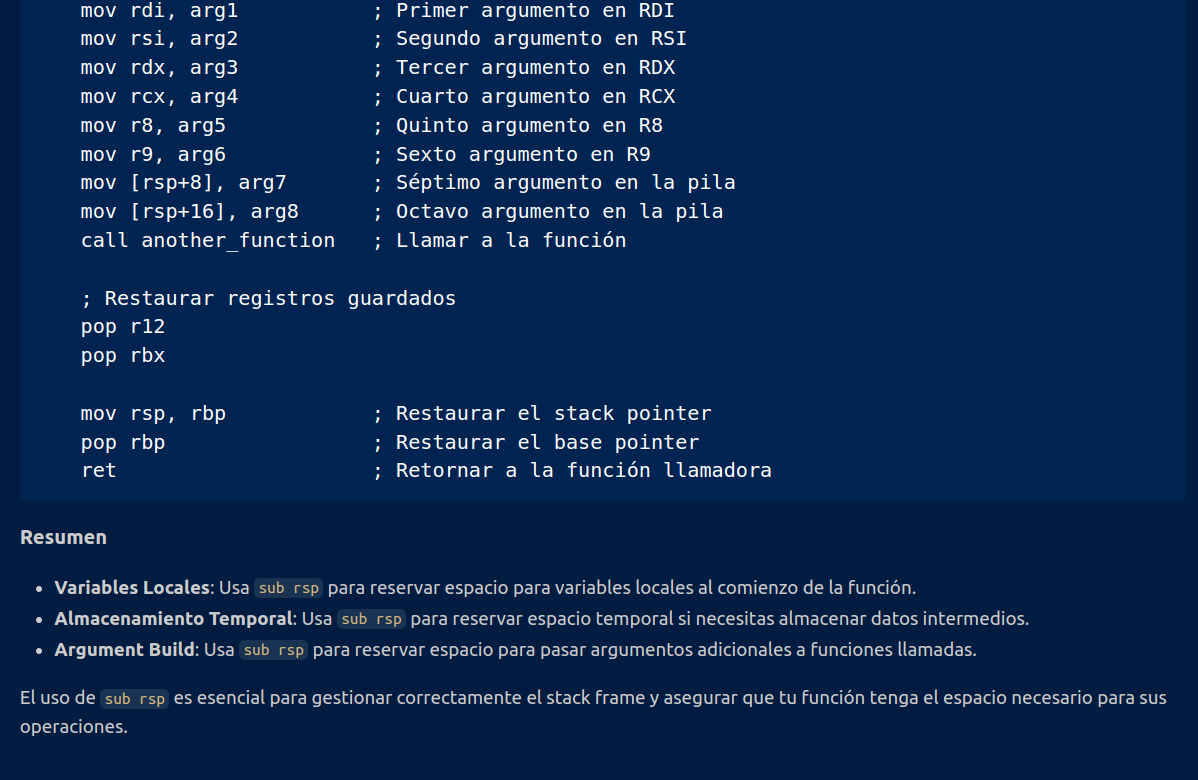 mov rdi, arg1           ; Primer argumento en RDI
mov rsi, arg2           ; Segundo argumento en RSI
mov rdx, arg3           ; Tercer argumento en RDX
mov rcx, arg4           ; Cuarto argumento en RCX
mov r8, arg5            ; Quinto argumento en R8
mov r9, arg6            ; Sexto argumento en R9
mov [rsp+8], arg7       ; Séptimo argumento en la pila
mov [rsp+16], arg8      ; Octavo argumento en la pila
call another_function   ; Llamar a la función
; Restaurar registros guardados
pop r12
pop rbx
mov rsp, rbp            ; Restaurar el stack pointer
pop rbp                 ; Restaurar el base pointer
ret                     ; Retornar a la función llamadora
Resumen
• Variables Locales: Usa sub rsp para reservar espacio para variables locales al comienzo de la función.
• Almacenamiento Temporal: Usa sub rsp para reservar espacio temporal si necesitas almacenar datos intermedios.
• Argument Build: Usa sub rsp para reservar espacio para pasar argumentos adicionales a funciones llamadas.
El uso de sub rsp es esencial para gestionar correctamente el stack frame y asegurar que tu función tenga el espacio necesario para sus
operaciones.